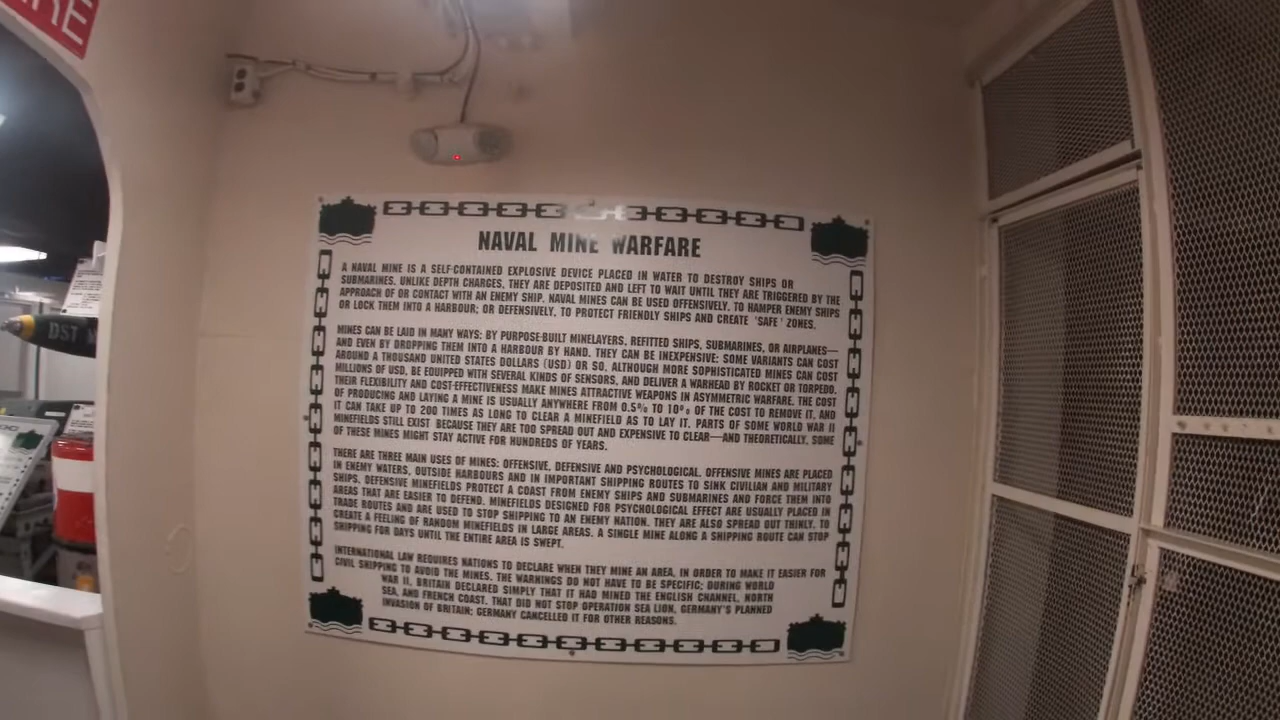 RE
NAVAL MINE WARFARE
A NAVAL MINE IS A SELF-CONTAINED EXPLOSIVE DEVICE PLACED IN WATER TO DESTROY SHIPS OR
SUBMARINES. UNLIKE DEPTH CHARGES, THEY ARE DEPOSITED AND LEFT TO WAIT UNTIL THEY ARE TRIGGERED BY THE
APPROACH OF OR CONTACT WITH AN ENEMY SHIP. NAVAL MINES CAN BE USED OFFENSIVELY, TO HAMPER ENEMY SHIPS
OR LOCK THEM INTO A HARBOUR; OR DEFENSIVELY, TO PROTECT FRIENDLY SHIPS AND CREATE 'SAFE' ZONES.
MINES CAN BE LAID IN MANY WAYS: BY PURPOSE-BUILT MINELAYERS, REFITTED SHIPS, SUBMARINES, OR AIRPLANES—
AND EVEN BY DROPPING THEM INTO A HARBOUR BY HAND. THEY CAN BE INEXPENSIVE: SOME VARIANTS CAN COST
AROUND A THOUSAND UNITED STATES DOLLARS (USD) OR SO, ALTHOUGH MORE SOPHISTICATED MINES CAN COST
MILLIONS OF USD, BE EQUIPPED WITH SEVERAL KINDS OF SENSORS, AND DELIVER A WARHEAD BY ROCKET OR TORPEDO.
THEIR FLEXIBILITY AND COST-EFFECTIVENESS MAKE MINES ATTRACTIVE WEAPONS IN ASYMMETRIC WARFARE. THE COST
OF PRODUCING AND LAYING A MINE IS USUALLY ANYWHERE FROM 0.5% TO 10% OF THE COST TO REMOVE IT, AND
IT CAN TAKE UP TO 200 TIMES AS LONG TO CLEAR A MINEFIELD AS TO LAY IT. PARTS OF SOME WORLD WAR II
MINEFIELDS STILL EXIST BECAUSE THEY ARE TOO SPREAD OUT AND EXPENSIVE TO CLEAR—AND THEORETICALLY, SOME
OF THESE MINES MIGHT STAY ACTIVE FOR HUNDREDS OF YEARS.
THERE ARE THREE MAIN USES OF MINES: OFFENSIVE, DEFENSIVE AND PSYCHOLOGICAL. OFFENSIVE MINES ARE PLACED
IN ENEMY WATERS, OUTSIDE HARBOURS AND IN IMPORTANT SHIPPING ROUTES TO SINK CIVILIAN AND MILITARY
SHIPS. DEFENSIVE MINEFIELDS PROTECT A COAST FROM ENEMY SHIPS AND SUBMARINES AND FORCE THEM INTO
AREAS THAT ARE EASIER TO DEFEND. MINEFIELDS DESIGNED FOR PSYCHOLOGICAL EFFECT ARE USUALLY PLACED IN
TRADE ROUTES AND ARE USED TO STOP SHIPPING TO AN ENEMY NATION. THEY ARE ALSO SPREAD OUT THINLY, TO
CREATE A FEELING OF RANDOM MINEFIELDS IN LARGE AREAS. A SINGLE MINE ALONG A SHIPPING ROUTE CAN STOP
SHIPPING FOR DAYS UNTIL THE ENTIRE AREA IS SWEPT.
INTERNATIONAL LAW REQUIRES NATIONS TO DECLARE WHEN THEY MINE AN AREA, IN ORDER TO MAKE IT EASIER FOR
CIVIL SHIPPING TO AVOID THE MINES. THE WARNINGS DO NOT HAVE TO BE SPECIFIC; DURING WORLD
WAR II, BRITAIN DECLARED SIMPLY THAT IT HAD MINED THE ENGLISH CHANNEL, NORTH
SEA, AND FRENCH COAST. THAT DID NOT STOP OPERATION SEA LION, GERMANY'S PLANNED
INVASION OF BRITAIN; GERMANY CANCELLED IT FOR OTHER REASONS.
DST M